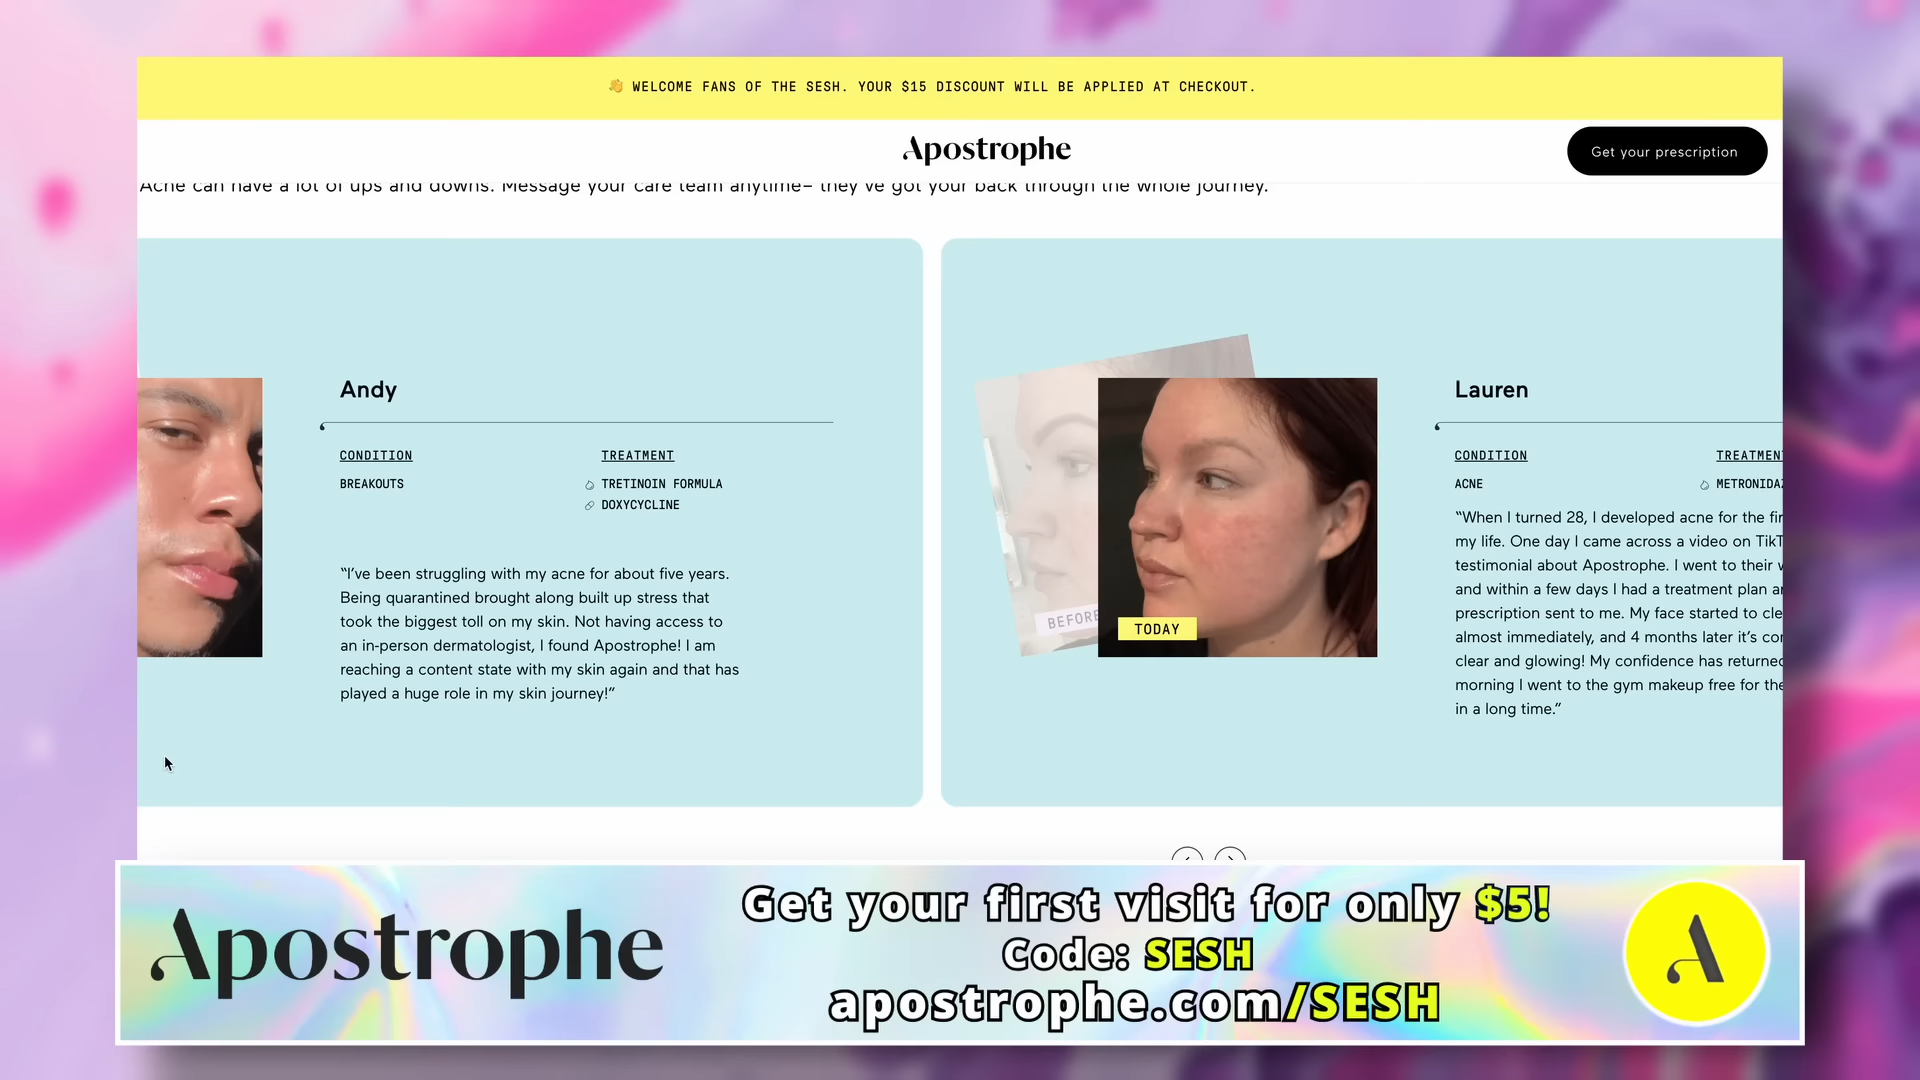 👋 WELCOME FANS OF THE SESH. YOUR $15 DISCOUNT WILL BE APPLIED AT CHECKOUT.
Apostrophe
Get your prescription
Acne can have a lot of ups and downs. Message your care team anytime– they've got your back through the whole journey.
Andy
CONDITION
TREATMENT
BREAKOUTS
TRETINOIN FORMULA
DOXYCYCLINE
“I’ve been struggling with my acne for about five years.
Being quarantined brought along built up stress that
took the biggest toll on my skin. Not having access to
an in-person dermatologist, I found Apostrophe! I am
reaching a content state with my skin again and that has
played a huge role in my skin journey!”
BEFORE
TODAY
Lauren
CONDITION
TREATMENT
ACNE
METRONIDAZ
“When I turned 28, I developed acne for the fir
my life. One day I came across a video on TikT
testimonial about Apostrophe. I went to their w
and within a few days I had a treatment plan a
prescription sent to me. My face started to cle
almost immediately, and 4 months later it’s co
clear and glowing! My confidence has returned
morning I went to the gym makeup free for the
in a long time.”
Apostrophe
Get your first visit for only $5!
Code: SESH
apostrophe.com/SESH
A